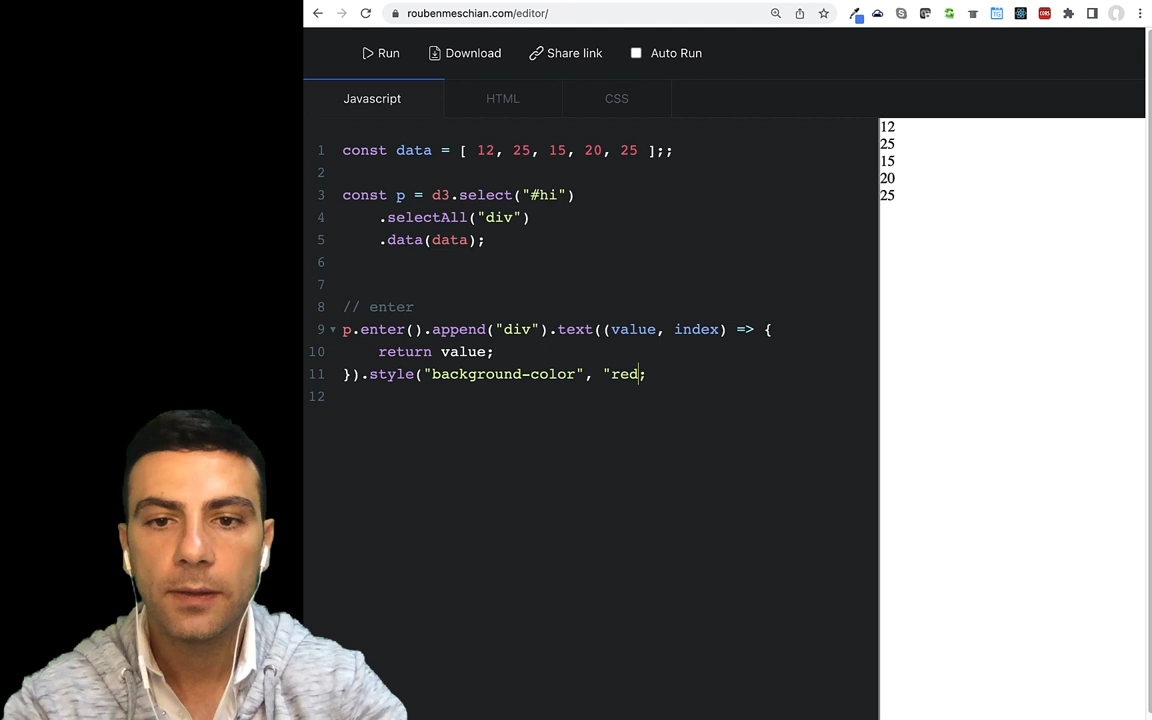 roubenmeschian.com/editor/
Run Download Share link Auto Run
Javascript HTML CSS
1 const data = [ 12, 25, 15, 20, 25 ];;
2
3 const p = d3.select("#hi")
4 .selectAll("div")
5 .data(data);
6
7
8 // enter
9 p.enter().append("div").text((value, index) => {
10 return value;
11 }).style("background-color", "red;
12
12
25
15
20
25